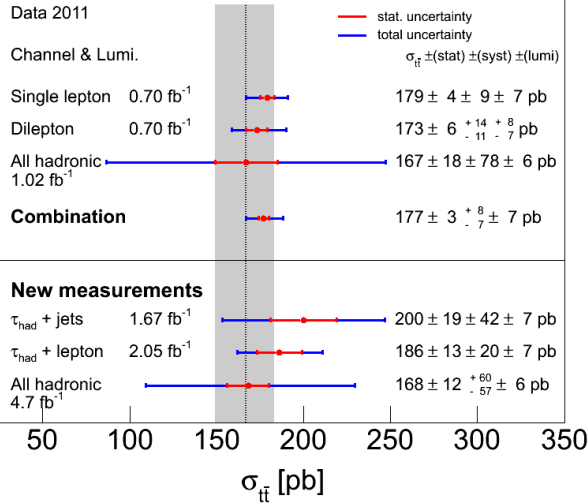 Data 2011
stat. uncertainty
total uncertainty
Channel & Lumi.
σtt̄ ±(stat) ±(syst) ±(lumi)
Single lepton 0.70 fb⁻¹ 179 ± 4 ± 9 ± 7 pb
Dilepton 0.70 fb⁻¹ 173 ± 6 + 14 - 11 + 8 - 7 pb
All hadronic 167 ± 18 ± 78 ± 6 pb
1.02 fb⁻¹
Combination 177 ± 3 + 8 - 7 ± 7 pb
New measurements
τhad + jets 1.67 fb⁻¹ 200 ± 19 ± 42 ± 7 pb
τhad + lepton 2.05 fb⁻¹ 186 ± 13 ± 20 ± 7 pb
All hadronic 168 ± 12 + 60 - 57 ± 6 pb
4.7 fb⁻¹
50 100 150 200 250 300 350
σtt̄ [pb]